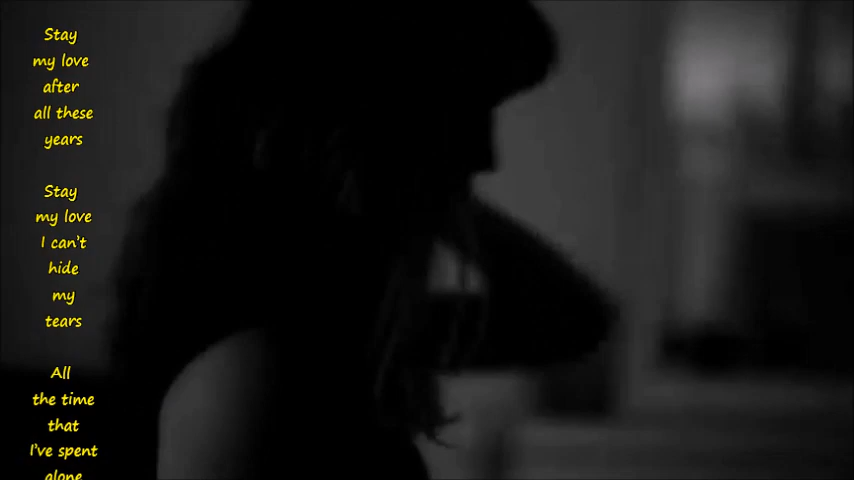 Stay
my love
after
all these
years
Stay
my love
I can't
hide
my
tears
All
the time
that
I've spent
alone